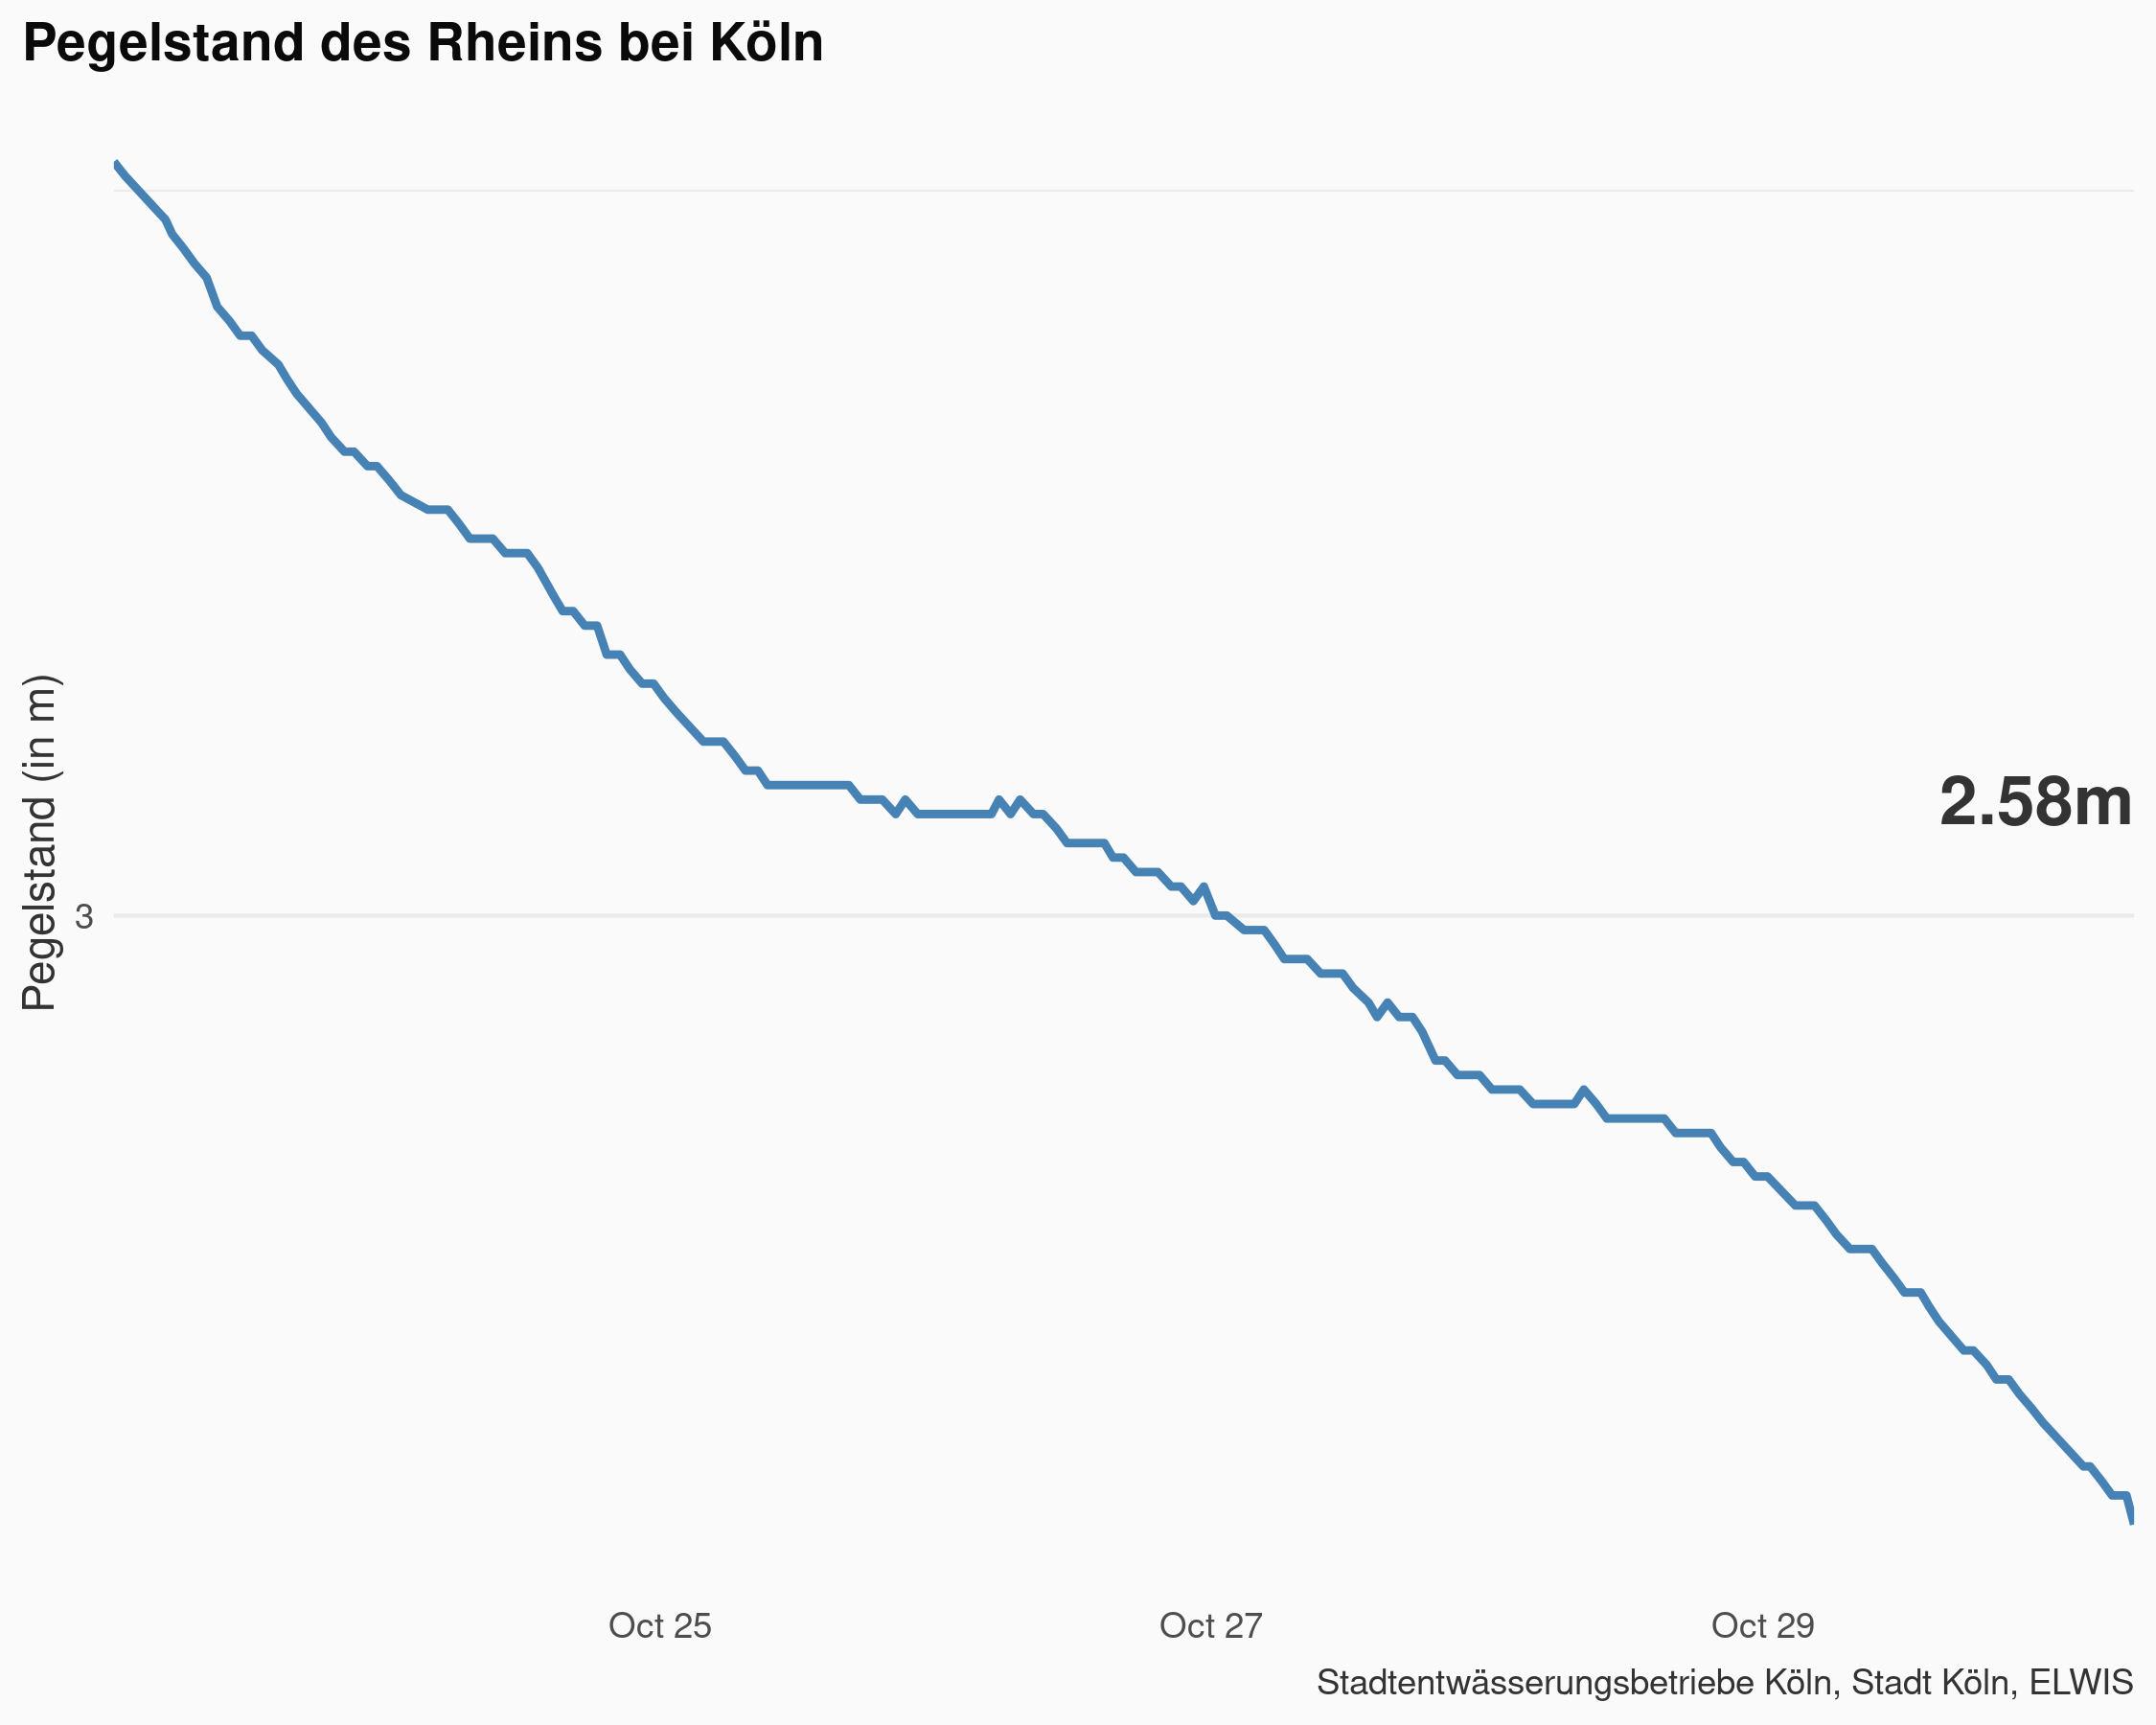 Pegelstand des Rheins bei Köln
Pegelstand (in m)
2.58m
3
Oct 25
Oct 27
Oct 29
Stadtentwässerungsbetriebe Köln, Stadt Köln, ELWIS